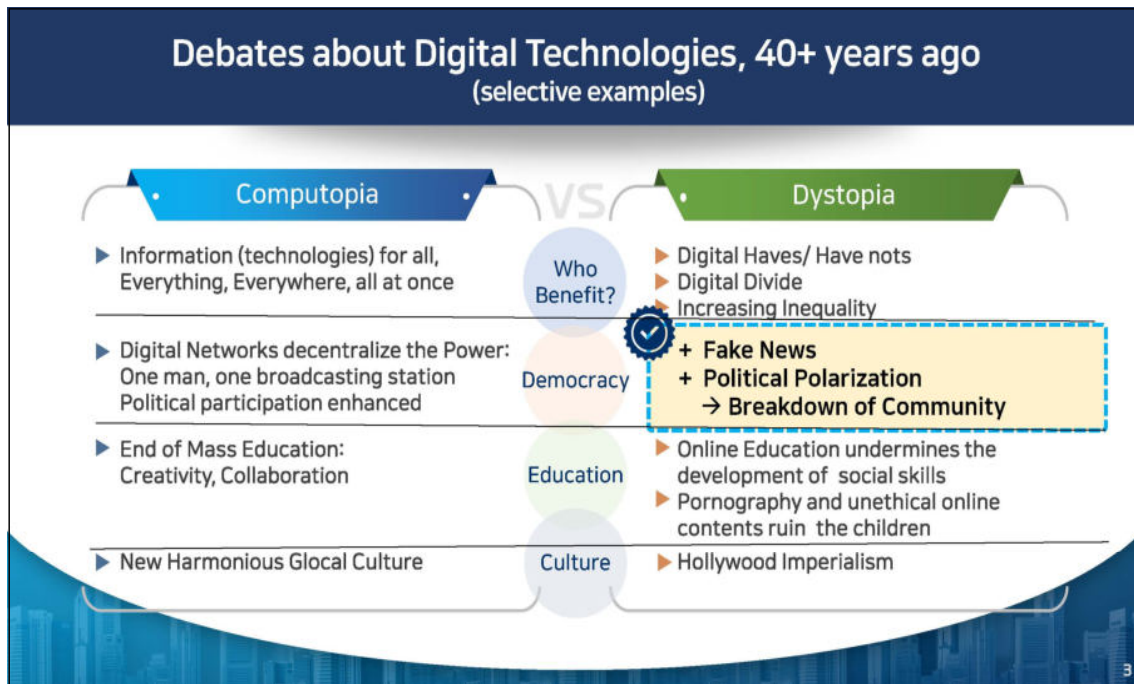 Debates about Digital Technologies, 40+ years ago
(selective examples)
Computopia
VS
Dystopia
▶ Information (technologies) for all,
Everything, Everywhere, all at once
Who
Benefit?
▶ Digital Haves/ Have nots
▶ Digital Divide
▶ Increasing Inequality
▶ Digital Networks decentralize the Power:
One man, one broadcasting station
Political participation enhanced
Democracy
+ Fake News
+ Political Polarization
→ Breakdown of Community
▶ End of Mass Education:
Creativity, Collaboration
Education
▶ Online Education undermines the
development of social skills
▶ Pornography and unethical online
contents ruin the children
▶ New Harmonious Glocal Culture
Culture
▶ Hollywood Imperialism
3